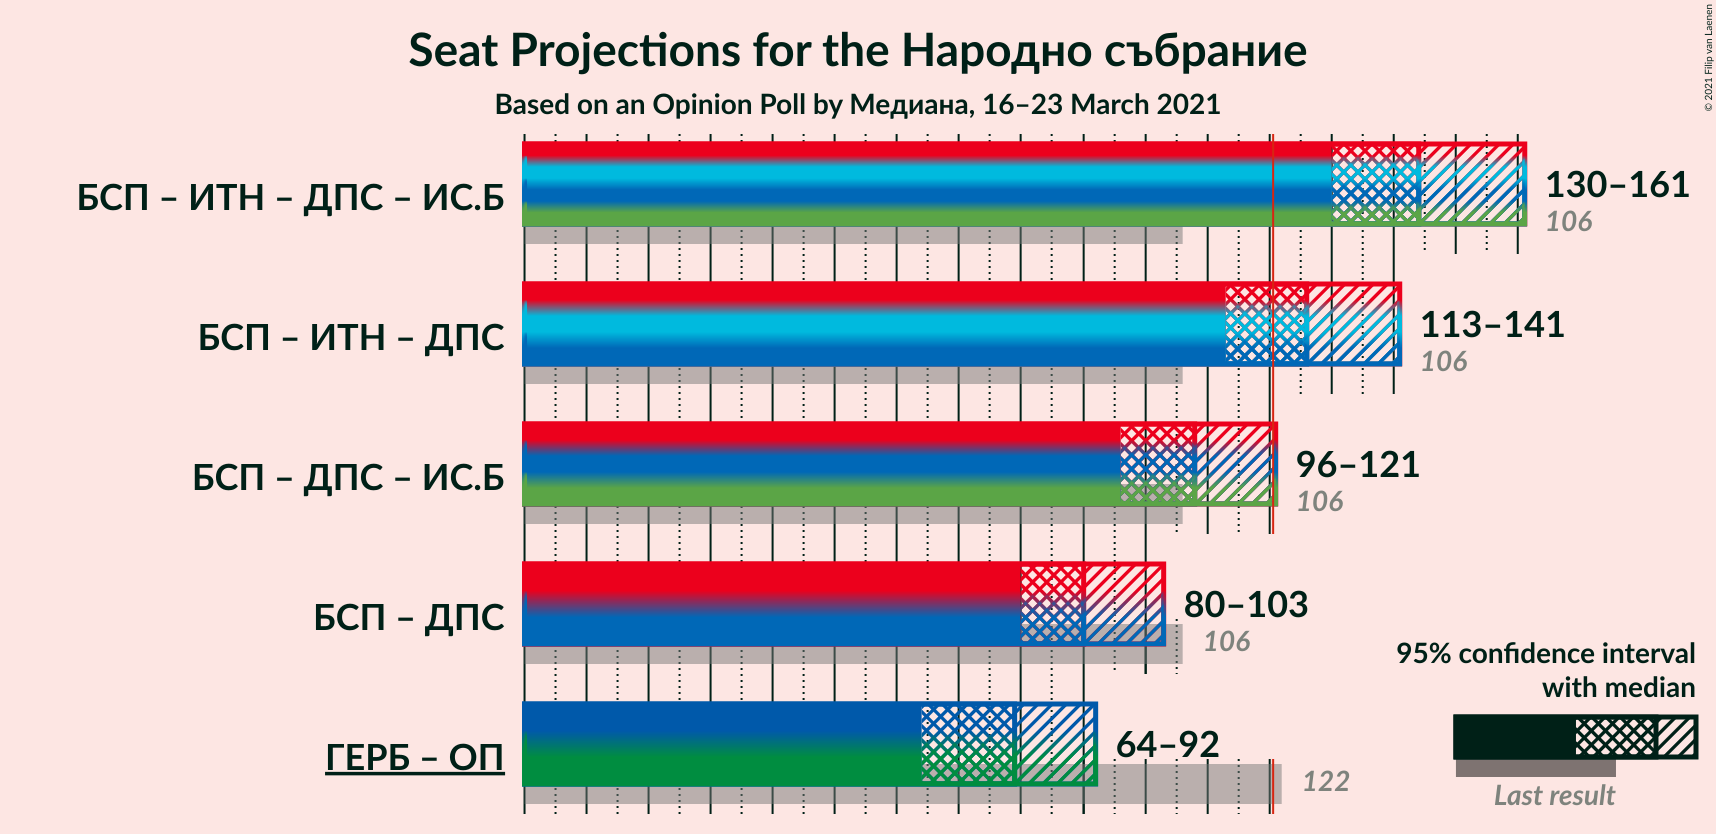 Seat Projections for the Народно събрание
Based on an Opinion Poll by Медиана, 16–23 March 2021
© 2021 Filip van Laenen
БСП – ИТН – ДПС – ИС.Б
130–161
106
БСП – ИТН – ДПС
113–141
106
БСП – ДПС – ИС.Б
96–121
106
БСП – ДПС
80–103
106
ГЕРБ – ОП
64–92
122
95% confidence interval
with median
Last result